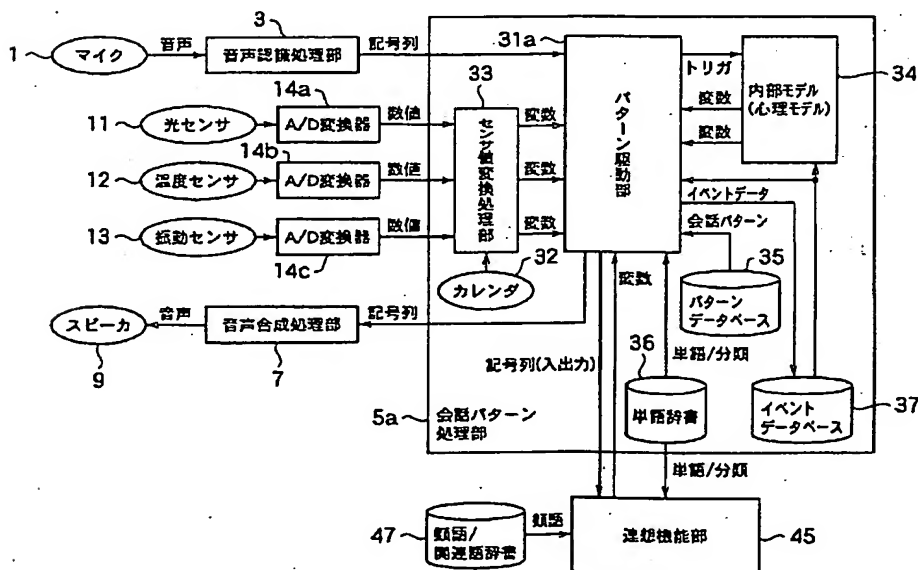 1
マイク
音声
3
音声認識処理部
記号列
31a
パターン駆動部
トリガ
変数
変数
内部モデル
(心理モデル)
34
33
センサ値変換処理部
11
光センサ
14a
A/D変換器
数値
変数
12
温度センサ
14b
A/D変換器
数値
変数
13
振動センサ
14c
A/D変換器
数値
変数
カレンダ
32
イベントデータ
会話パターン
35
パターン
データベース
変数
スピーカ
9
音声
音声合成処理部
7
記号列
記号列(入出力)
36
単語辞書
単語/分類
37
イベント
データベース
5a
会話パターン
処理部
単語/分類
47
類語/
関連語辞書
類語
連想機能部
45